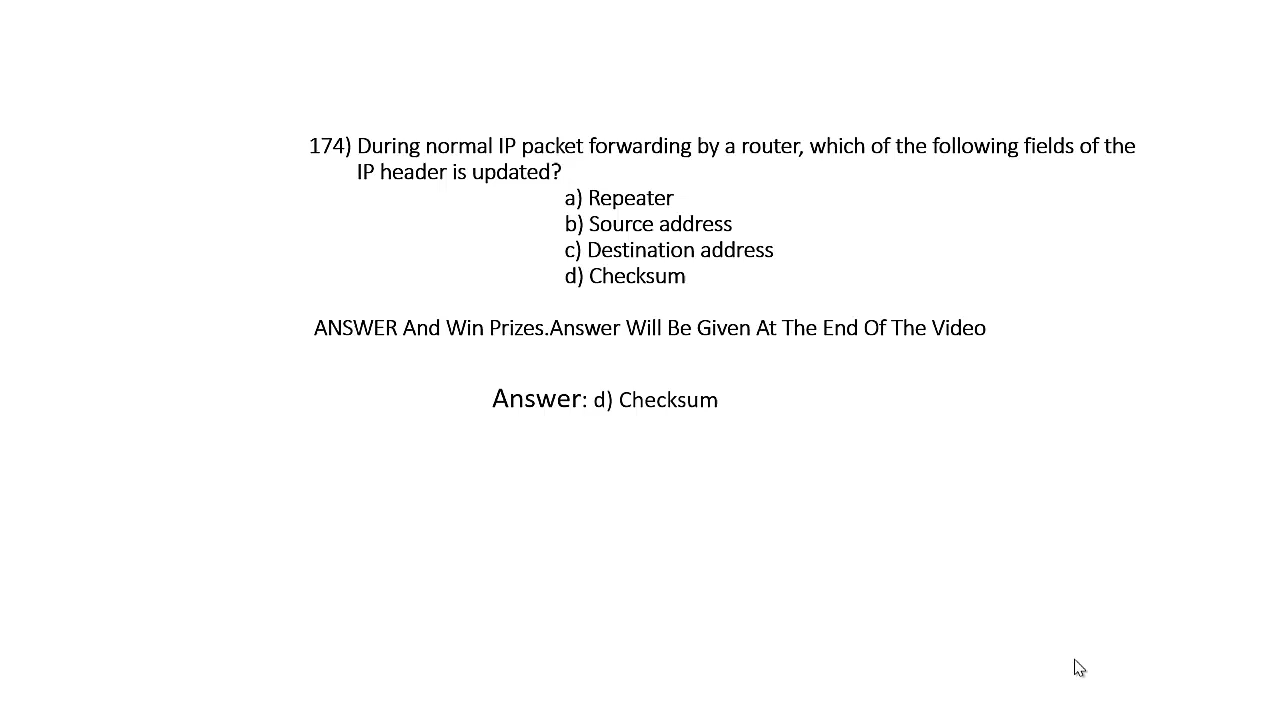 174) During normal IP packet forwarding by a router, which of the following fields of the
IP header is updated?
a) Repeater
b) Source address
c) Destination address
d) Checksum
ANSWER And Win Prizes.Answer Will Be Given At The End Of The Video
Answer: d) Checksum